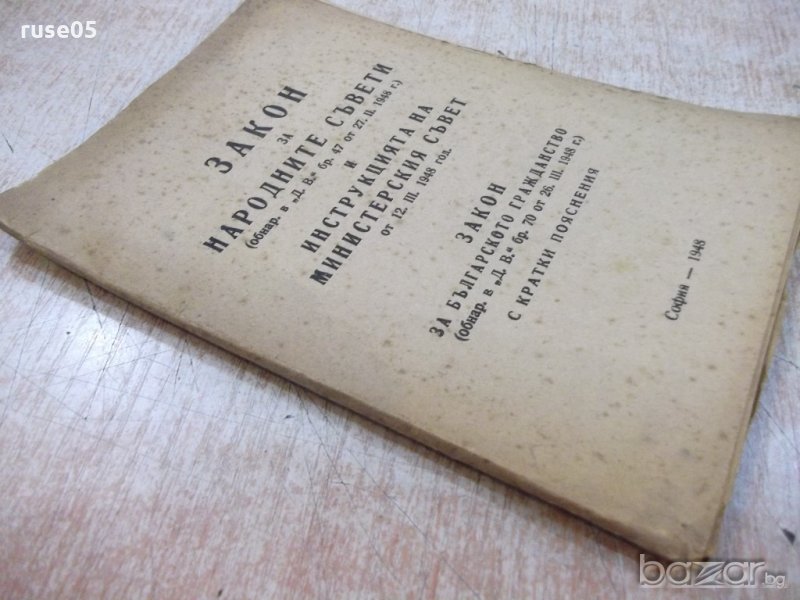 ruse05
ЗАКОН
ЗА
НАРОДНИТЕ СЪВЕТИ
(обнар. в „Д. В.“ бр. 47 от 27. II. 1948 г.)
И
ИНСТРУКЦИЯТА НА
МИНИСТЕРСКИЯ СЪВЕТ
от 12. III. 1948 год.
ЗАКОН
ЗА БЪЛГАРСКОТО ГРАЖДАНСТВО
(обнар. в „Д. В.“ бр. 70 от 26. III. 1948 г.)
С КРАТКИ ПОЯСНЕНИЯ
София — 1948
bazar.bg